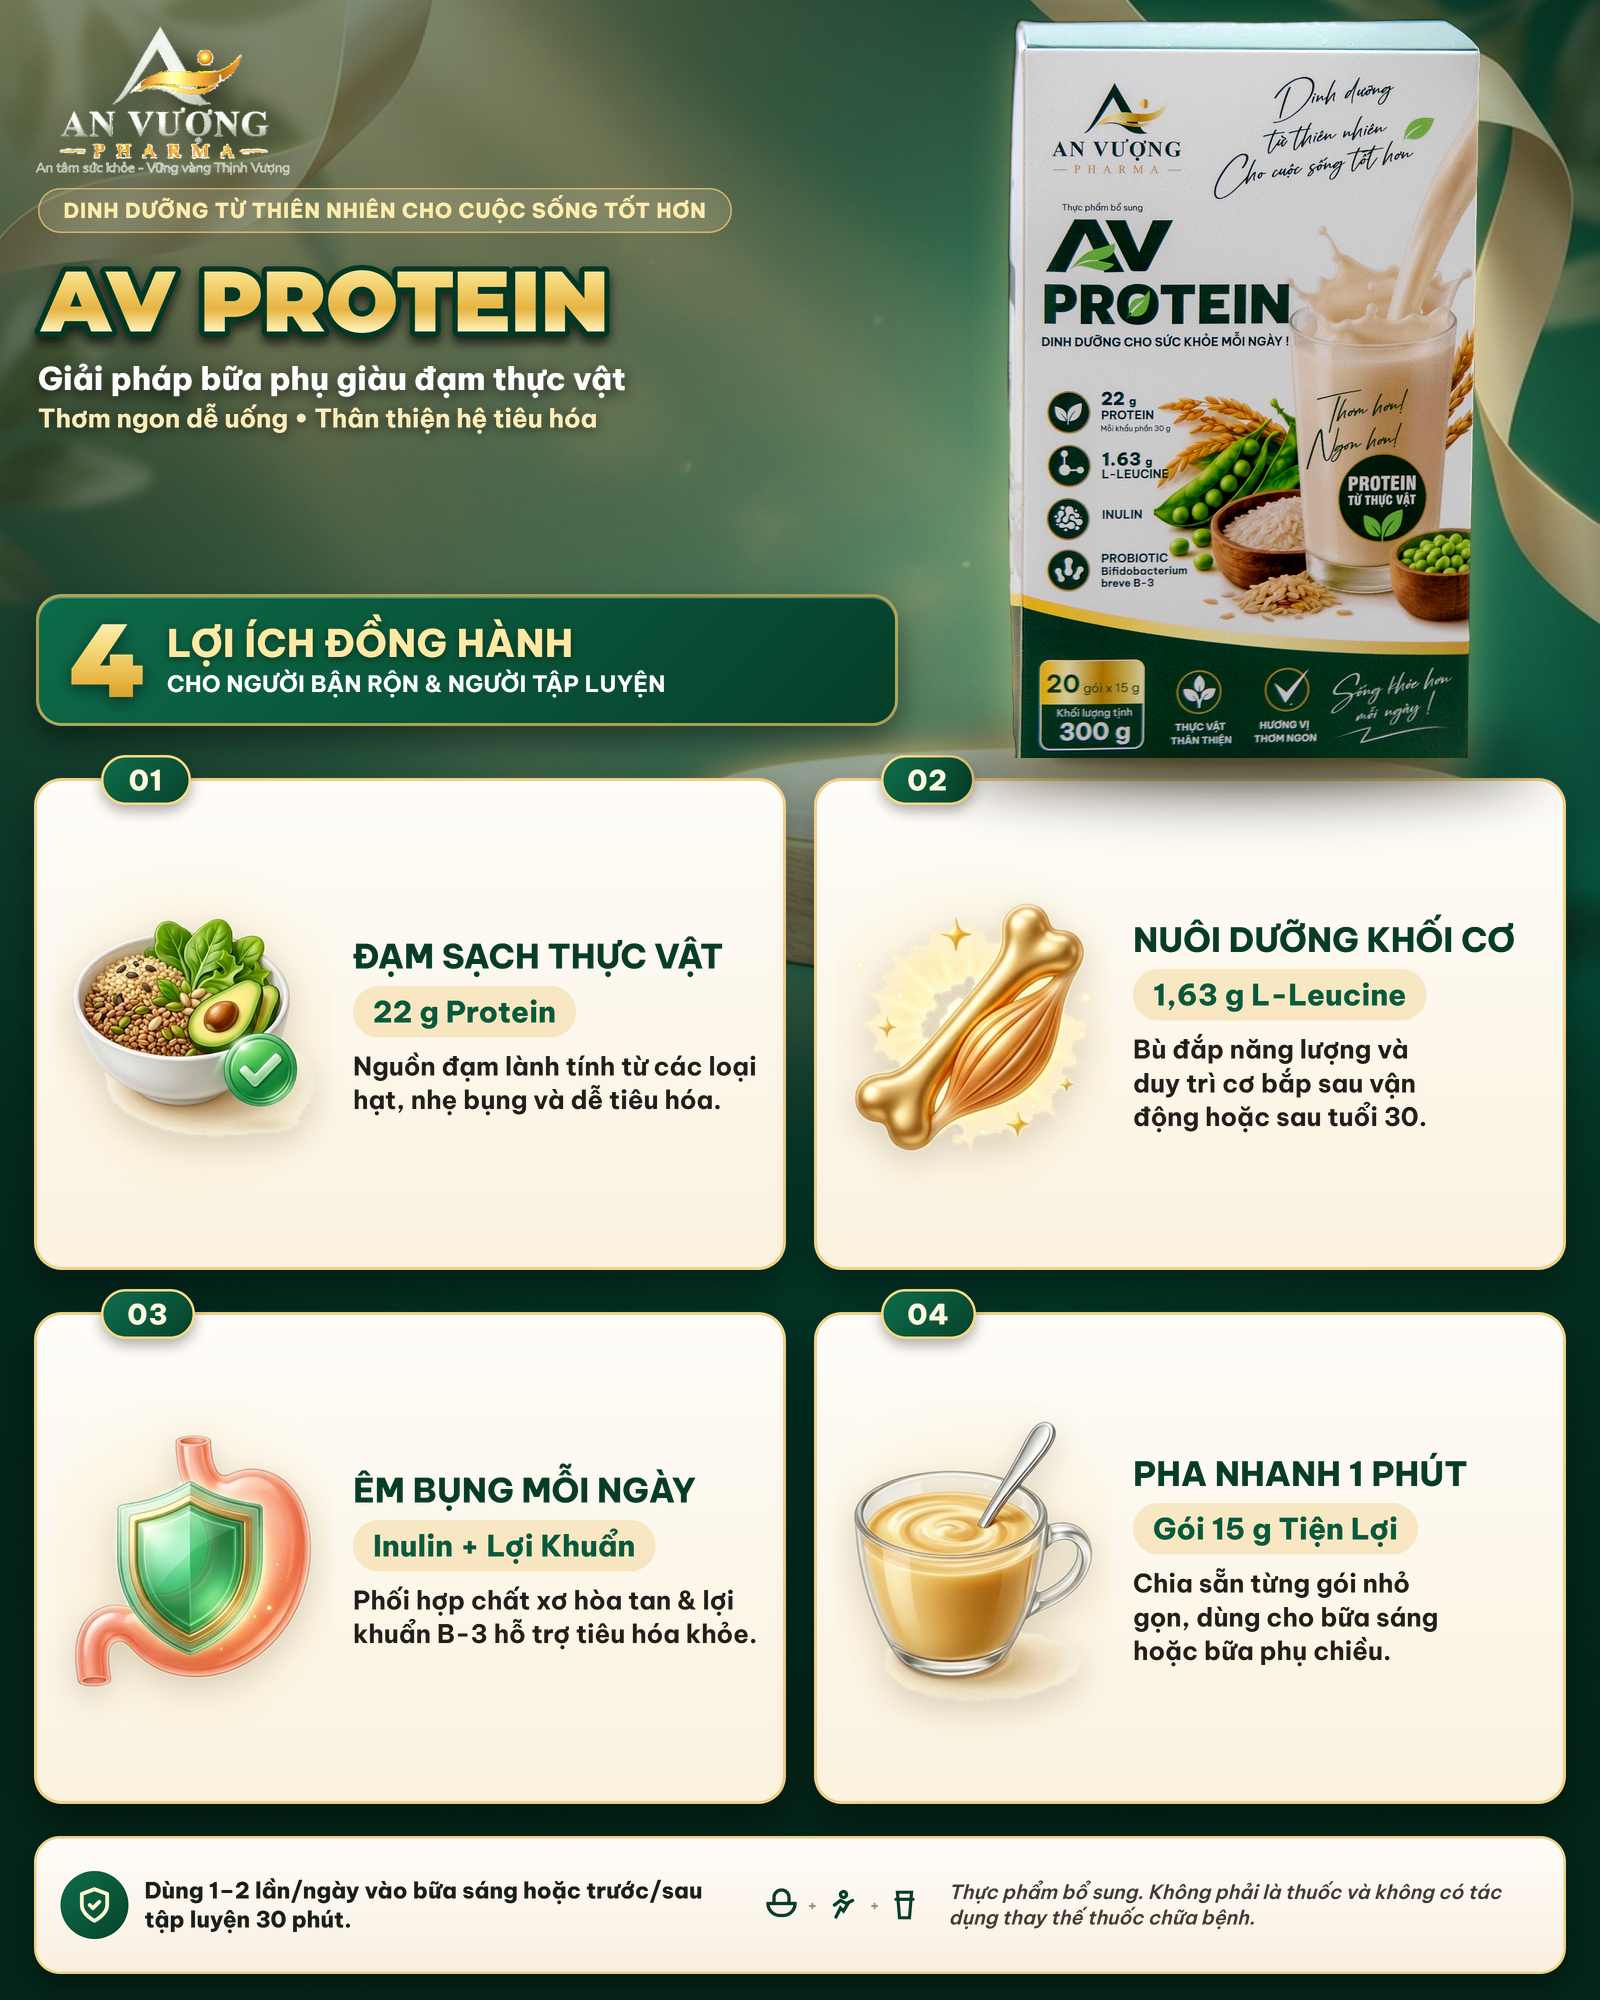 AN VƯỢNG
PHARMA
An tâm sức khỏe - Vững vàng Thịnh Vượng
DINH DƯỠNG TỪ THIÊN NHIÊN CHO CUỘC SỐNG TỐT HƠN
AV PROTEIN
Giải pháp bữa phụ giàu đạm thực vật
Thơm ngon dễ uống • Thân thiện hệ tiêu hóa
4
LỢI ÍCH ĐỒNG HÀNH
CHO NGƯỜI BẬN RỘN & NGƯỜI TẬP LUYỆN
AN VƯỢNG
PHARMA
Dinh dưỡng
từ thiên nhiên
Cho cuộc sống tốt hơn
Thực phẩm bổ sung
AV
PROTEIN
DINH DƯỠNG CHO SỨC KHỎE MỖI NGÀY !
22 g
PROTEIN
Mỗi khẩu phần 30 g
1.63 g
L-LEUCINE
INULIN
PROBIOTIC
Bifidobacterium
breve B-3
Thơm hơn!
Ngon hơn!
PROTEIN
TỪ THỰC VẬT
20 gói x 15 g
Khối lượng tịnh
300 g
THỰC VẬT
THÂN THIỆN
HƯƠNG VỊ
THƠM NGON
Sống khỏe hơn
mỗi ngày !
01
ĐẠM SẠCH THỰC VẬT
22 g Protein
Nguồn đạm lành tính từ các loại
hạt, nhẹ bụng và dễ tiêu hóa.
02
NUÔI DƯỠNG KHỐI CƠ
1,63 g L-Leucine
Bù đắp năng lượng và
duy trì cơ bắp sau vận
động hoặc sau tuổi 30.
03
ÊM BỤNG MỖI NGÀY
Inulin + Lợi Khuẩn
Phối hợp chất xơ hòa tan & lợi
khuẩn B-3 hỗ trợ tiêu hóa khỏe.
04
PHA NHANH 1 PHÚT
Gói 15 g Tiện Lợi
Chia sẵn từng gói nhỏ
gọn, dùng cho bữa sáng
hoặc bữa phụ chiều.
Dùng 1–2 lần/ngày vào bữa sáng hoặc trước/sau
tập luyện 30 phút.
Thực phẩm bổ sung. Không phải là thuốc và không có tác
dụng thay thế thuốc chữa bệnh.